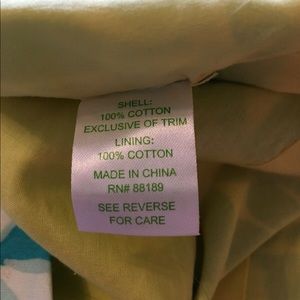 SHELL:
100% COTTON
EXCLUSIVE OF TRIM
LINING:
100% COTTON
MADE IN CHINA
RN# 88189
SEE REVERSE
FOR CARE